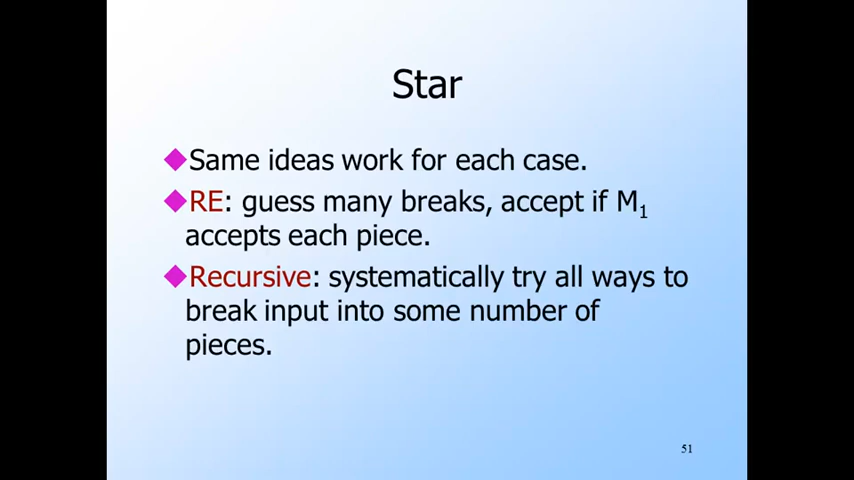 Star
Same ideas work for each case.
RE: guess many breaks, accept if M1
accepts each piece.
Recursive: systematically try all ways to
break input into some number of
pieces.
51